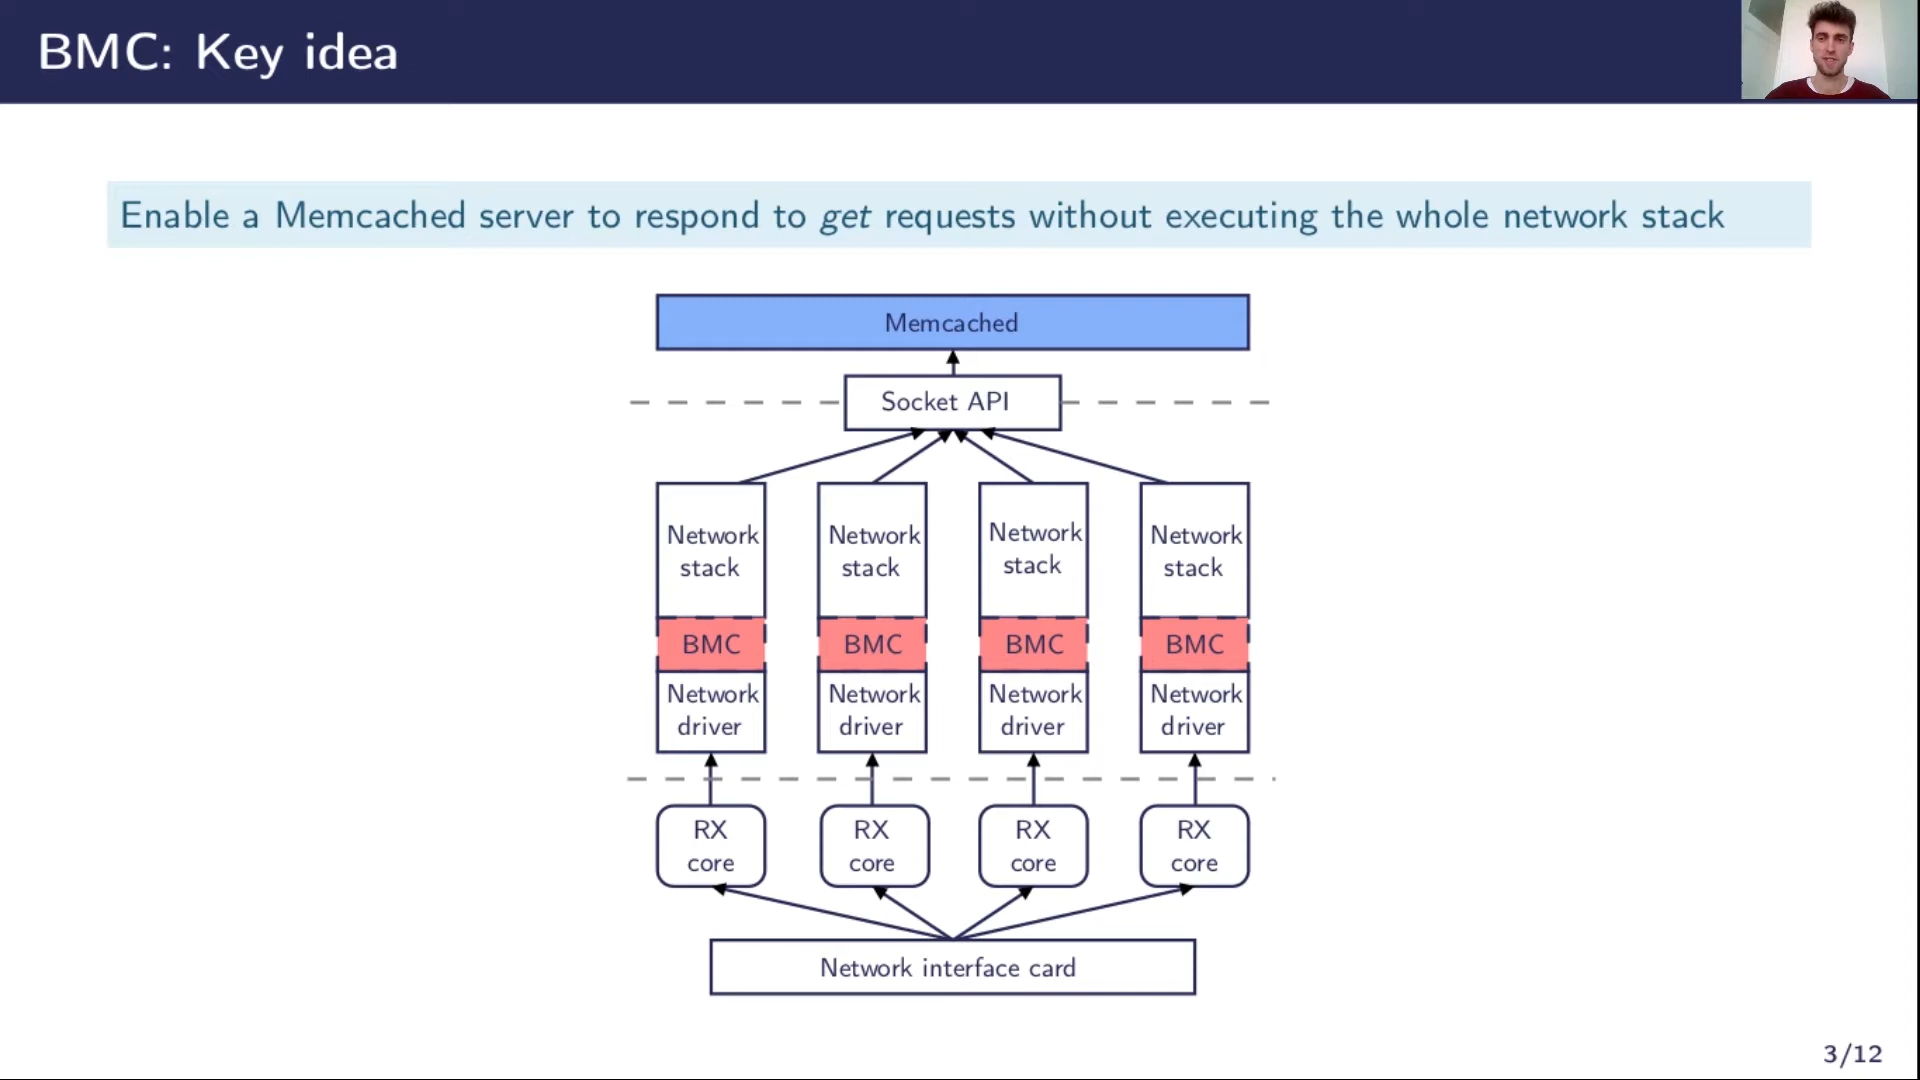 BMC: Key idea
Enable a Memcached server to respond to get requests without executing the whole network stack
Memcached
Socket API
Network
stack
Network
stack
Network
stack
Network
stack
BMC
BMC
BMC
BMC
Network
driver
Network
driver
Network
driver
Network
driver
RX
core
RX
core
RX
core
RX
core
Network interface card
3/12